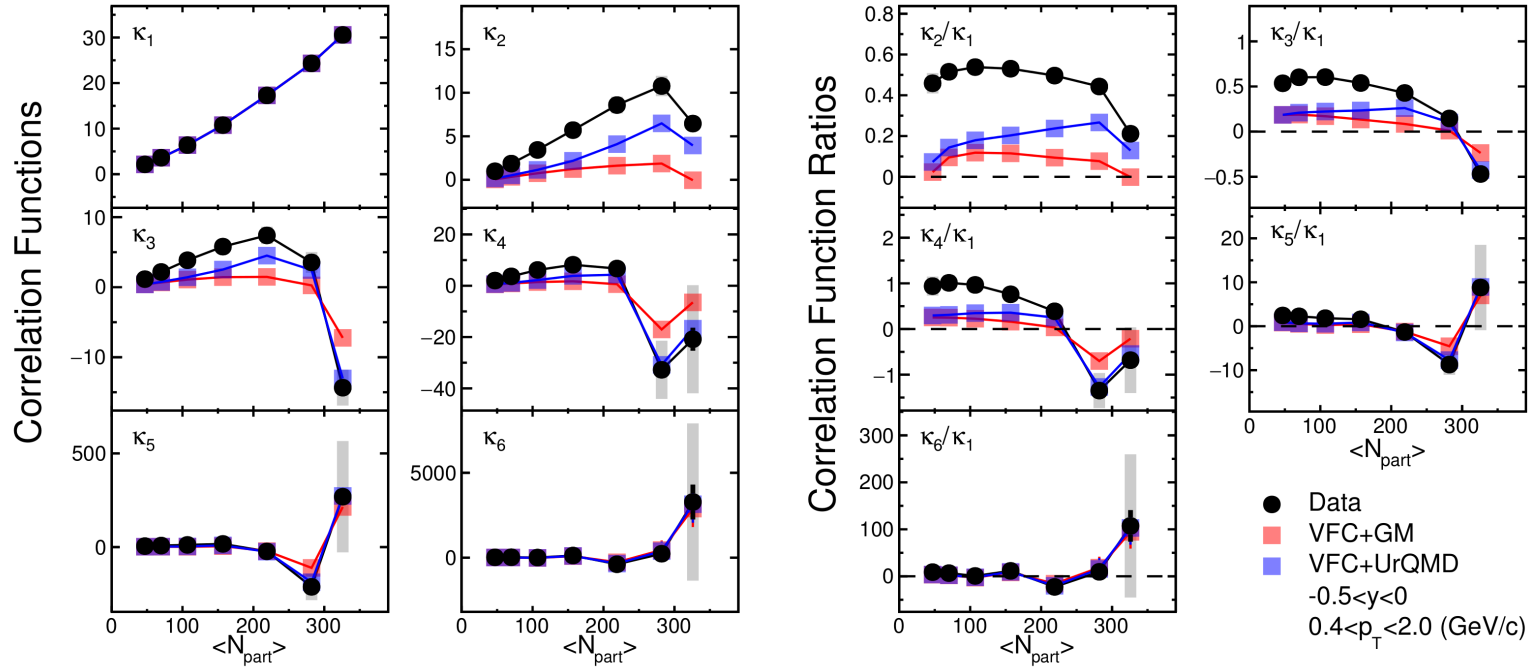 Correlation Functions
κ1
30
20
10
0
κ2
15
10
5
0
κ3
10
0
−10
κ4
20
0
−20
−40
κ5
500
0
κ6
5000
0
0 100 200 300
<Npart>
0 100 200 300
<Npart>
Correlation Function Ratios
κ2/κ1
0.8
0.6
0.4
0.2
0
κ3/κ1
1
0.5
0
−0.5
κ4/κ1
2
1
0
−1
κ5/κ1
20
10
0
−10
0 100 200 300
<Npart>
κ6/κ1
300
200
100
0
0 100 200 300
<Npart>
Data
VFC+GM
VFC+UrQMD
-0.5<y<0
0.4<pT<2.0 (GeV/c)